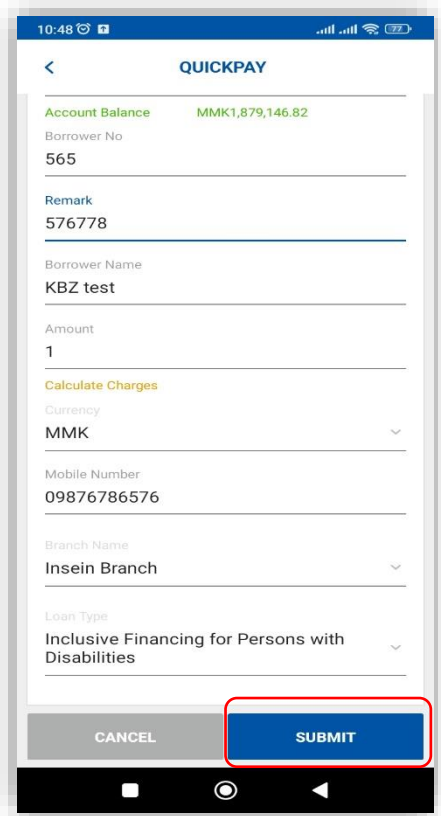 10:48 77
QUICKPAY
Account Balance MMK1,879,146.82
Borrower No
565
Remark
576778
Borrower Name
KBZ test
Amount
1
Calculate Charges
Currency
MMK
Mobile Number
09876786576
Branch Name
Insein Branch
Loan Type
Inclusive Financing for Persons with
Disabilities
CANCEL SUBMIT